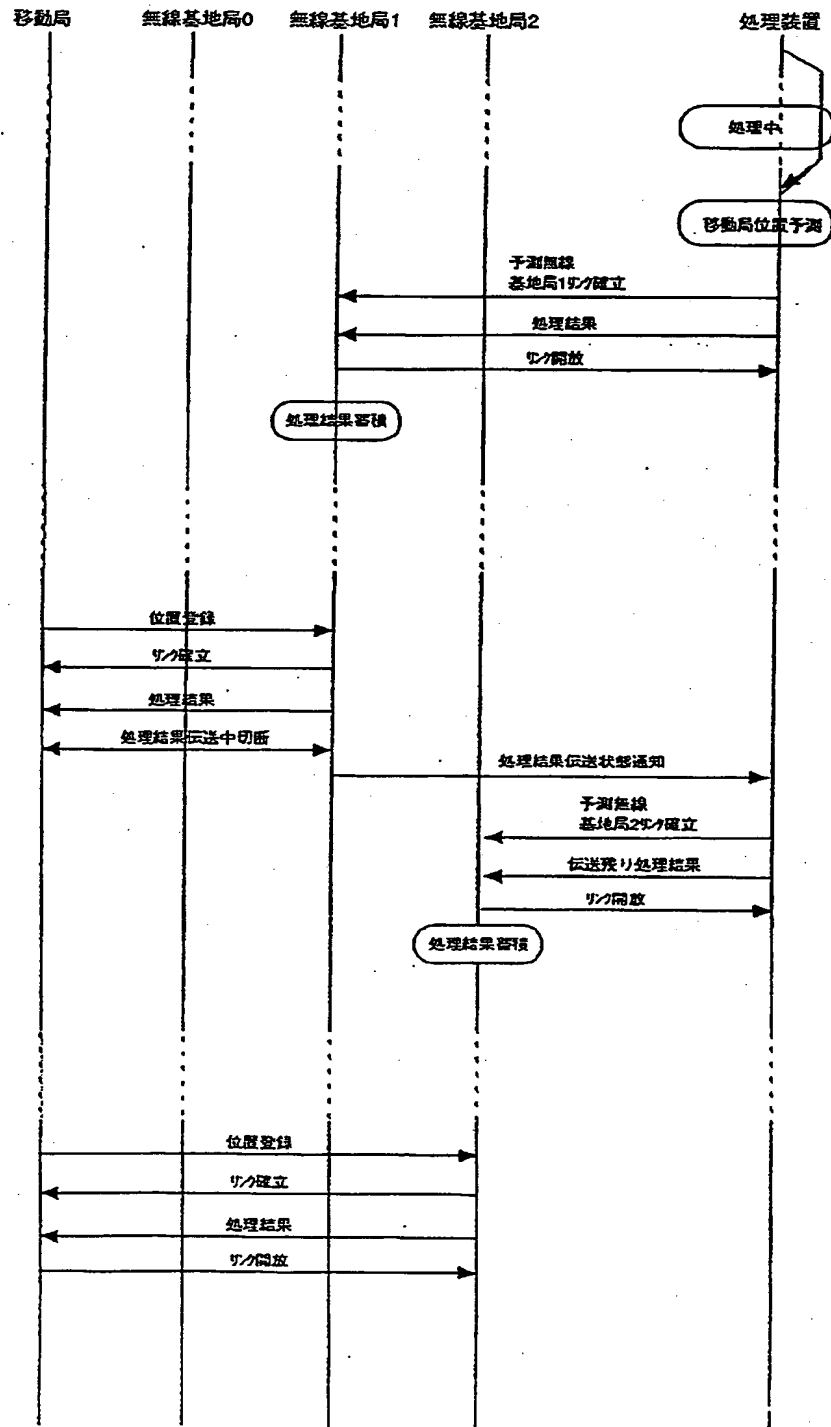 移動局
無線基地局0
無線基地局1
無線基地局2
処理装置
処理中
移動局位置予測
予測無線
基地局1リンク確立
処理結果
リンク開放
処理結果蓄積
位置登録
リンク確立
処理結果
処理結果伝送中切断
処理結果伝送状態通知
予測無線
基地局2リンク確立
伝送残り処理結果
リンク開放
処理結果蓄積
位置登録
リンク確立
処理結果
リンク開放